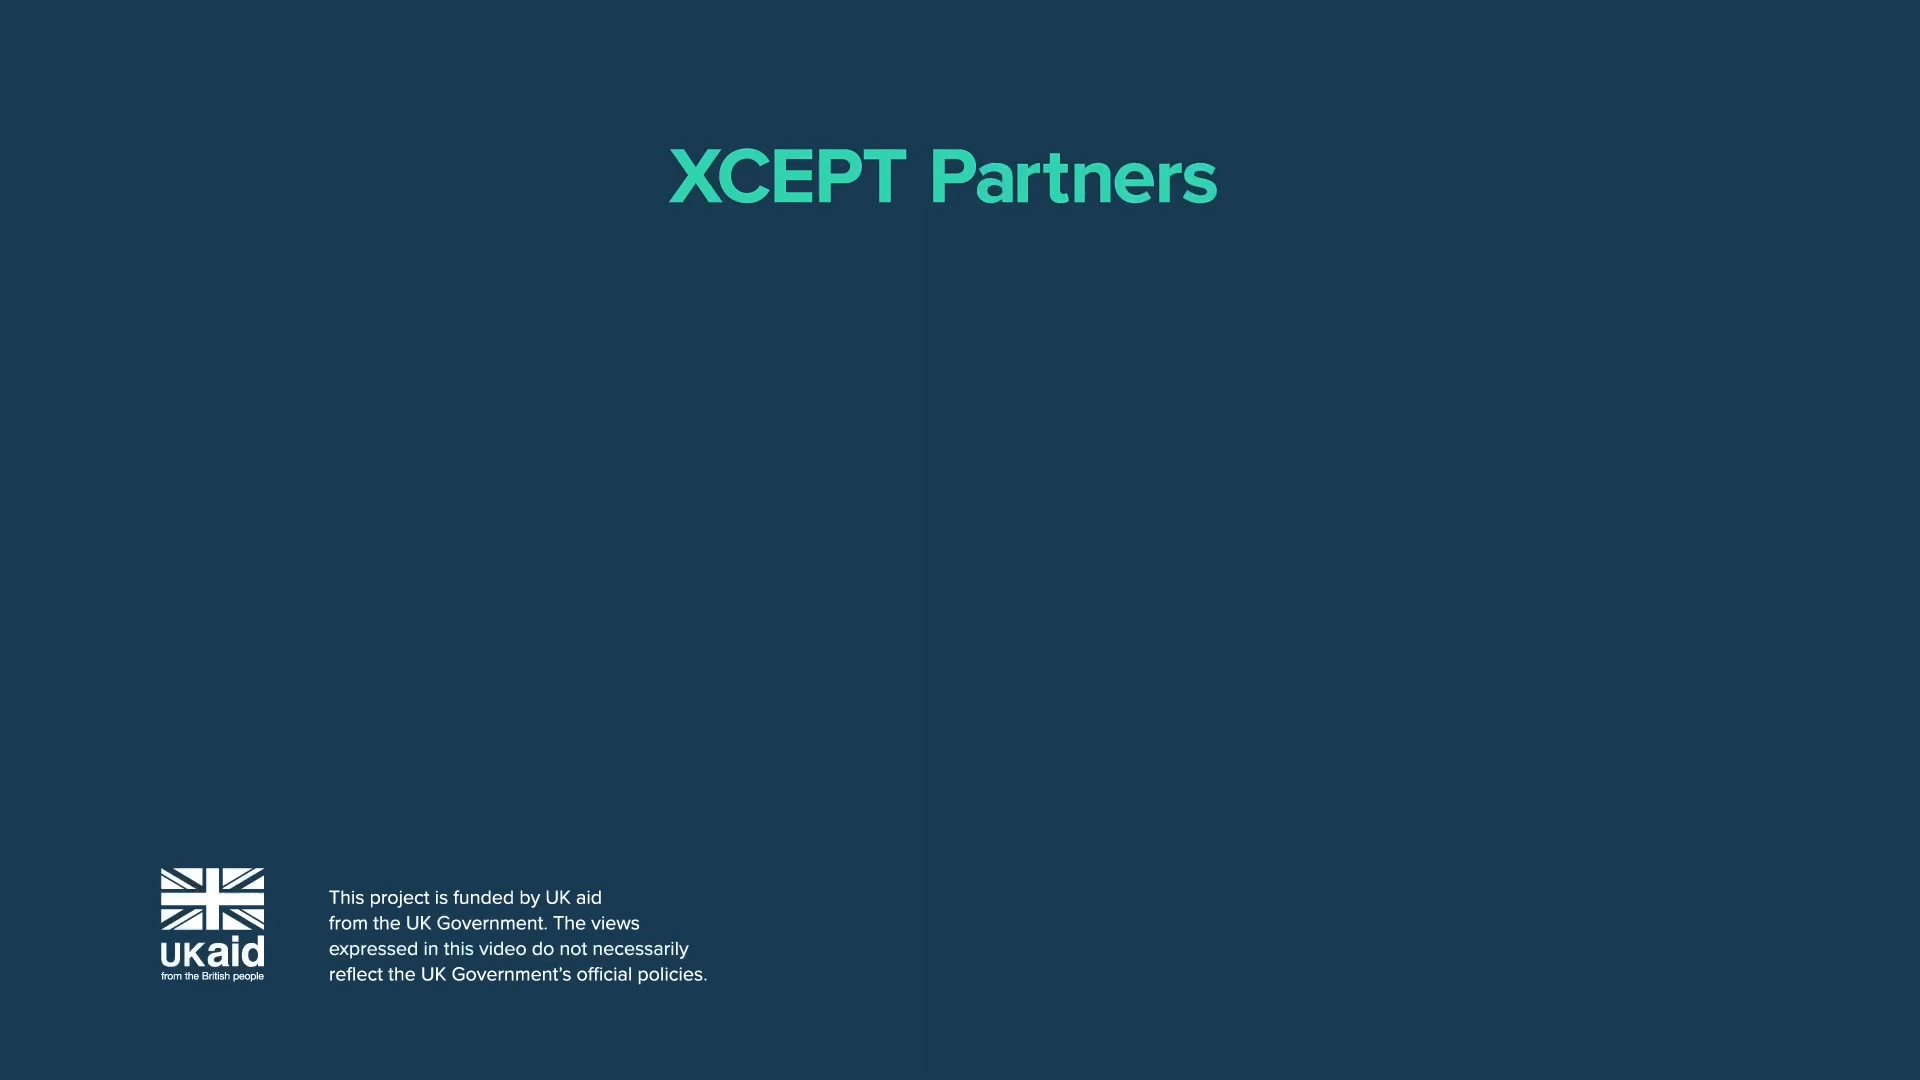 XCEPT Partners
UKaid
from the British people
This project is funded by UK aid
from the UK Government. The views
expressed in this video do not necessarily
reflect the UK Government’s official policies.